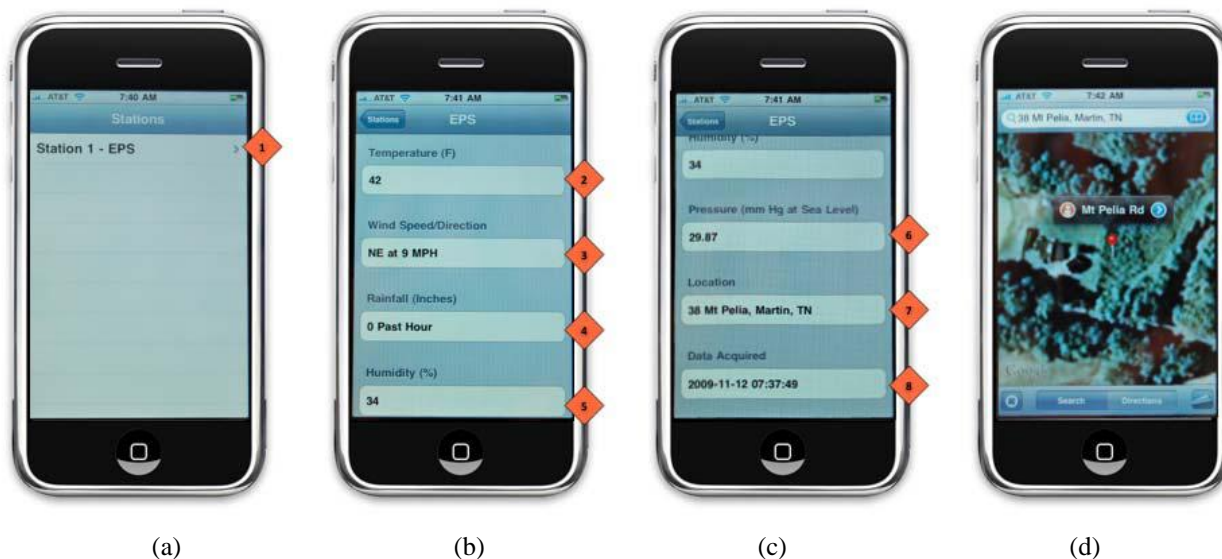 AT&T 7:40 AM
Stations
Station 1 - EPS
1
(a)
AT&T 7:41 AM
Stations EPS
Temperature (F)
42
2
Wind Speed/Direction
NE at 9 MPH
3
Rainfall (Inches)
0 Past Hour
4
Humidity (%)
34
5
(b)
AT&T 7:41 AM
Stations EPS
Humidity (%)
34
Pressure (mm Hg at Sea Level)
29.87
6
Location
38 Mt Pelia, Martin, TN
7
Data Acquired
2009-11-12 07:37:49
8
(c)
AT&T 7:42 AM
38 Mt Pelia, Martin, TN
Mt Pelia Rd
Google
Search Directions
(d)